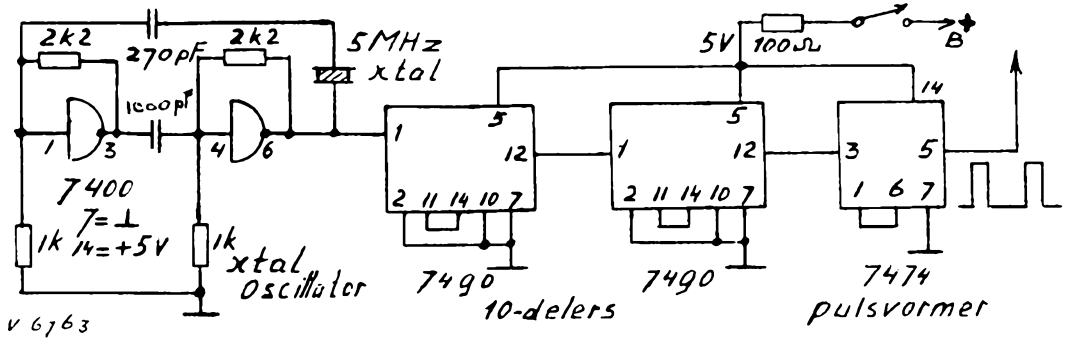 2k2
270pF
2k2
5MHz
xtal
5V
100Ω
B +
1000pF
1
3
4
6
7400
7=⊥
14=+5V
1k
1k
xtal
Oscillator
1
5
12
2 11 14 10 7
7490
1
5
12
2 11 14 10 7
7490
10-delers
14
3
5
1 6 7
7474
pulsvormer
V 6763